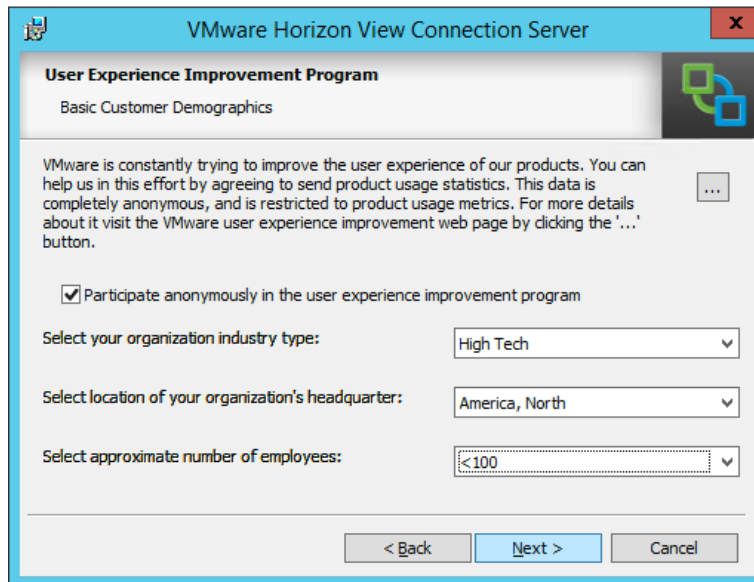 VMware Horizon View Connection Server
x
User Experience Improvement Program
Basic Customer Demographics
VMware is constantly trying to improve the user experience of our products. You can
help us in this effort by agreeing to send product usage statistics. This data is
completely anonymous, and is restricted to product usage metrics. For more details
about it visit the VMware user experience improvement web page by clicking the '...'
button.
...
Participate anonymously in the user experience improvement program
Select your organization industry type:
High Tech
Select location of your organization's headquarter:
America, North
Select approximate number of employees:
<100
< Back
Next >
Cancel